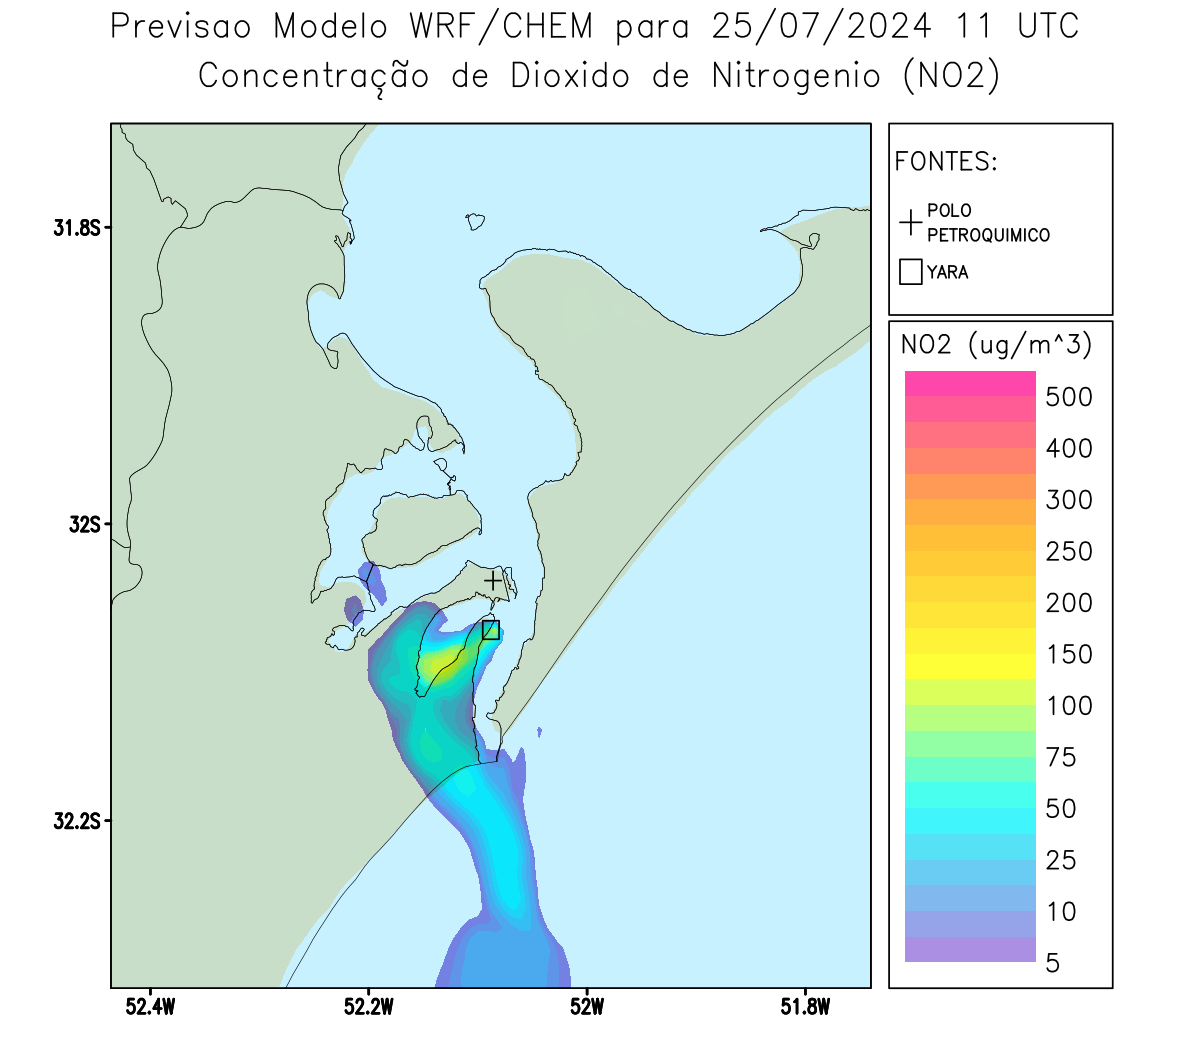 Previsao Modelo WRF/CHEM para 25/07/2024 11 UTC
Concentração de Dioxido de Nitrogenio (NO2)
FONTES:
POLO
PETROQUIMICO
YARA
NO2 (ug/m^3)
500
400
300
250
200
150
100
75
50
25
10
5
31.8S
32S
32.2S
52.4W
52.2W
52W
51.8W